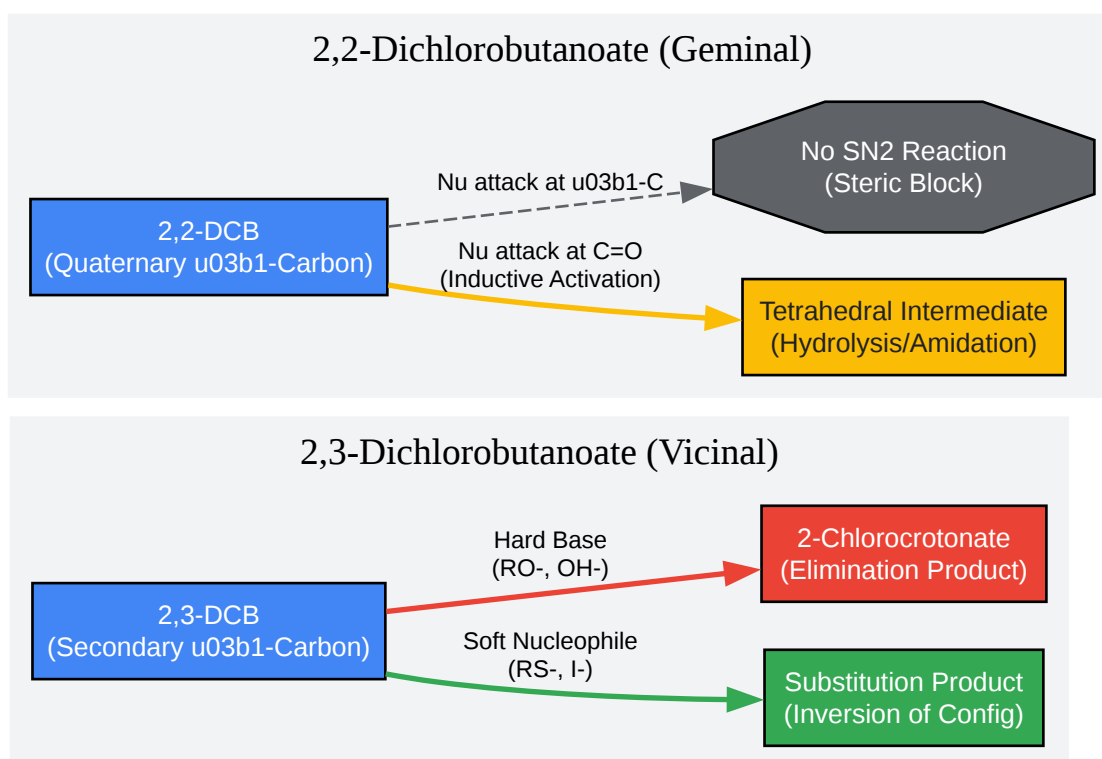 2,2-Dichlorobutanoate (Geminal)
No SN2 Reaction
(Steric Block)
Nu attack at u03b1-C
2,2-DCB
(Quaternary u03b1-Carbon)
Nu attack at C=O
(Inductive Activation)
Tetrahedral Intermediate
(Hydrolysis/Amidation)
2,3-Dichlorobutanoate (Vicinal)
Hard Base
(RO-, OH-)
2-Chlorocrotonate
(Elimination Product)
2,3-DCB
(Secondary u03b1-Carbon)
Soft Nucleophile
(RS-, I-)
Substitution Product
(Inversion of Config)